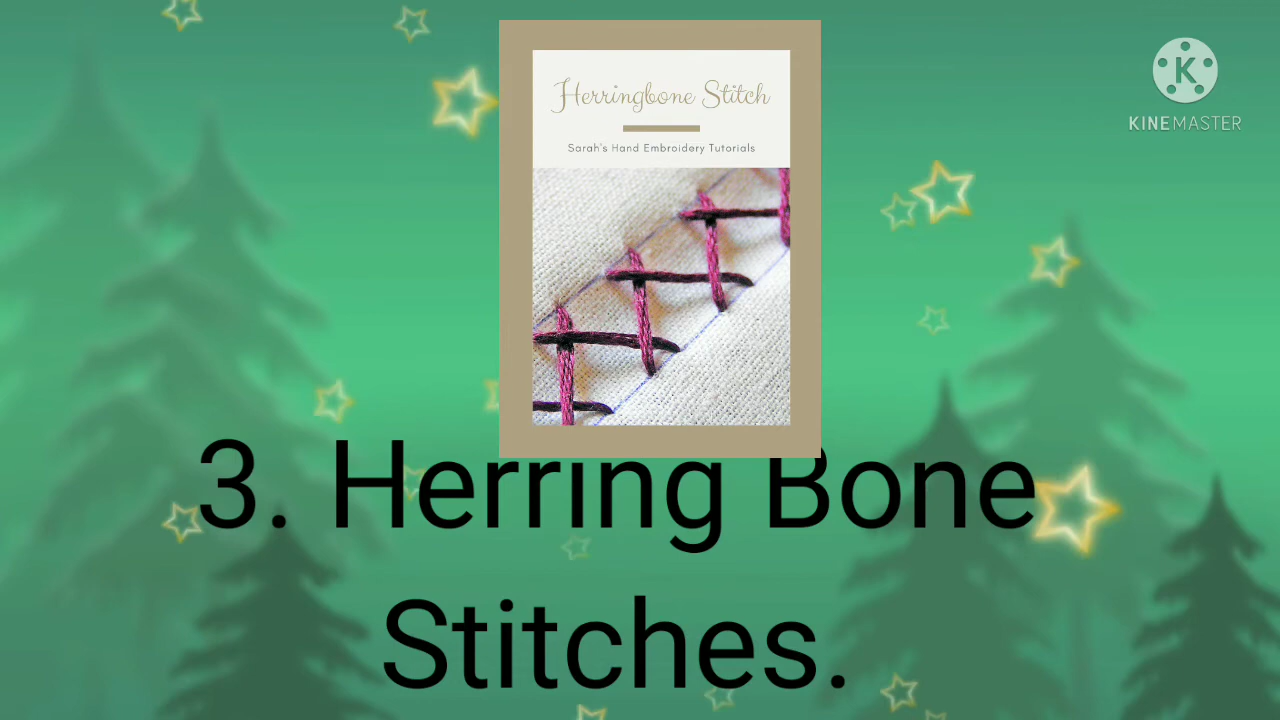 Herringbone Stitch
Sarah's Hand Embroidery Tutorials
K
KINEMASTER
3. Herring Bone
Stitches.